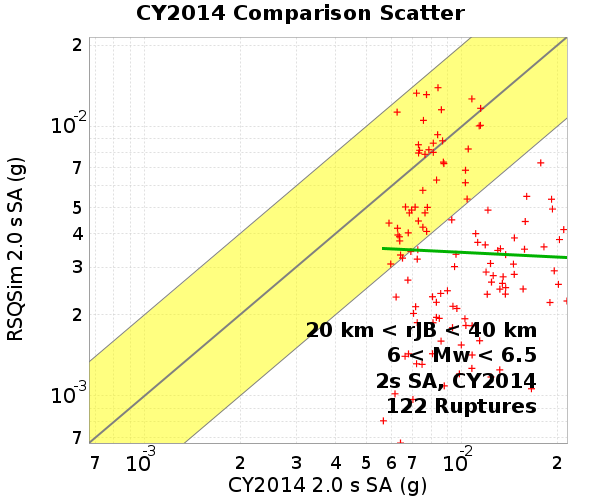 CY2014 Comparison Scatter
RSQSim 2.0 s SA (g)
2
10-2
7
5
4
3
2
10-3
7
20 km < rJB < 40 km
6 < Mw < 6.5
2s SA, CY2014
122 Ruptures
7 10-3 2 3 4 5 6 7 10-2 2
CY2014 2.0 s SA (g)